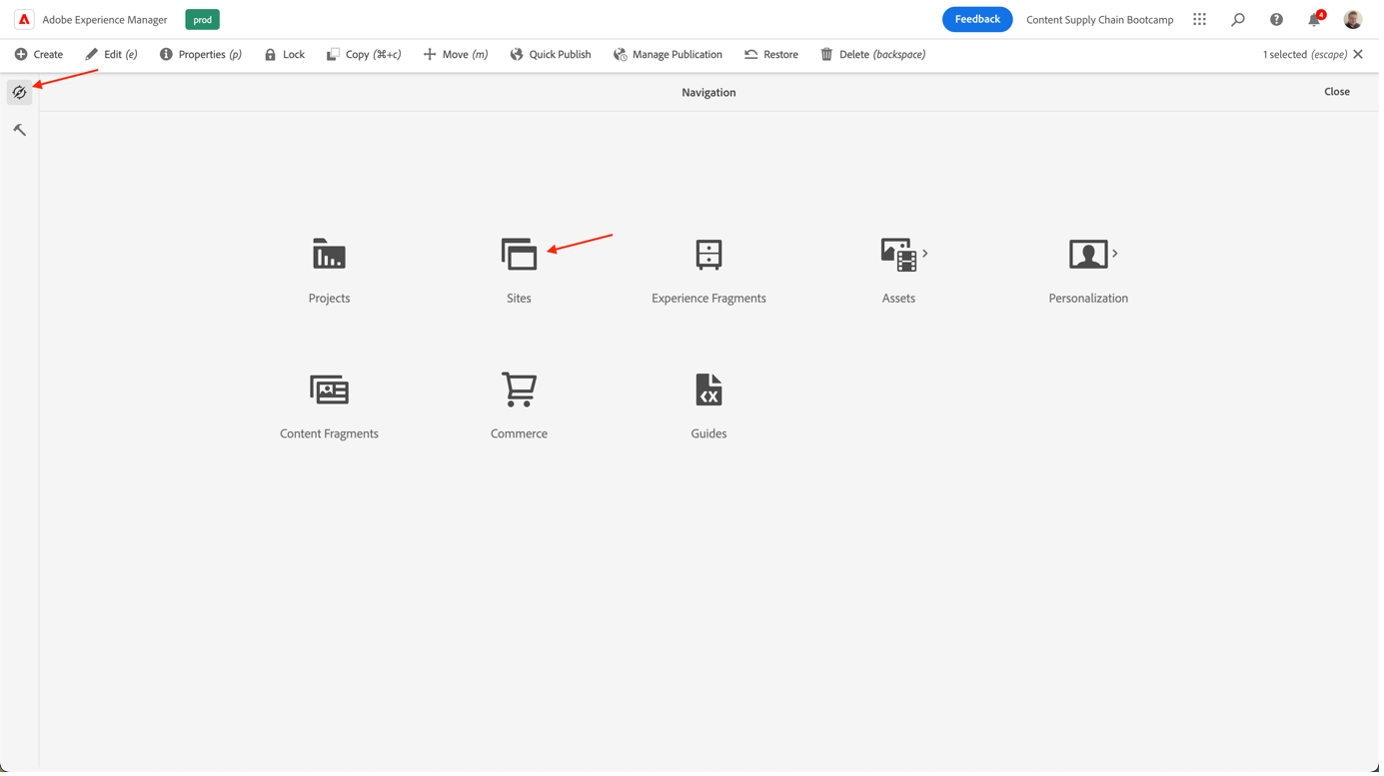 Adobe Experience Manager prod Feedback Content Supply Chain Bootcamp 4
Create Edit (e) Properties (p) Lock Copy (⌘+c) Move (m) Quick Publish Manage Publication Restore Delete (backspace) 1 selected (escape)
Navigation Close
Projects Sites Experience Fragments Assets Personalization
Content Fragments Commerce Guides